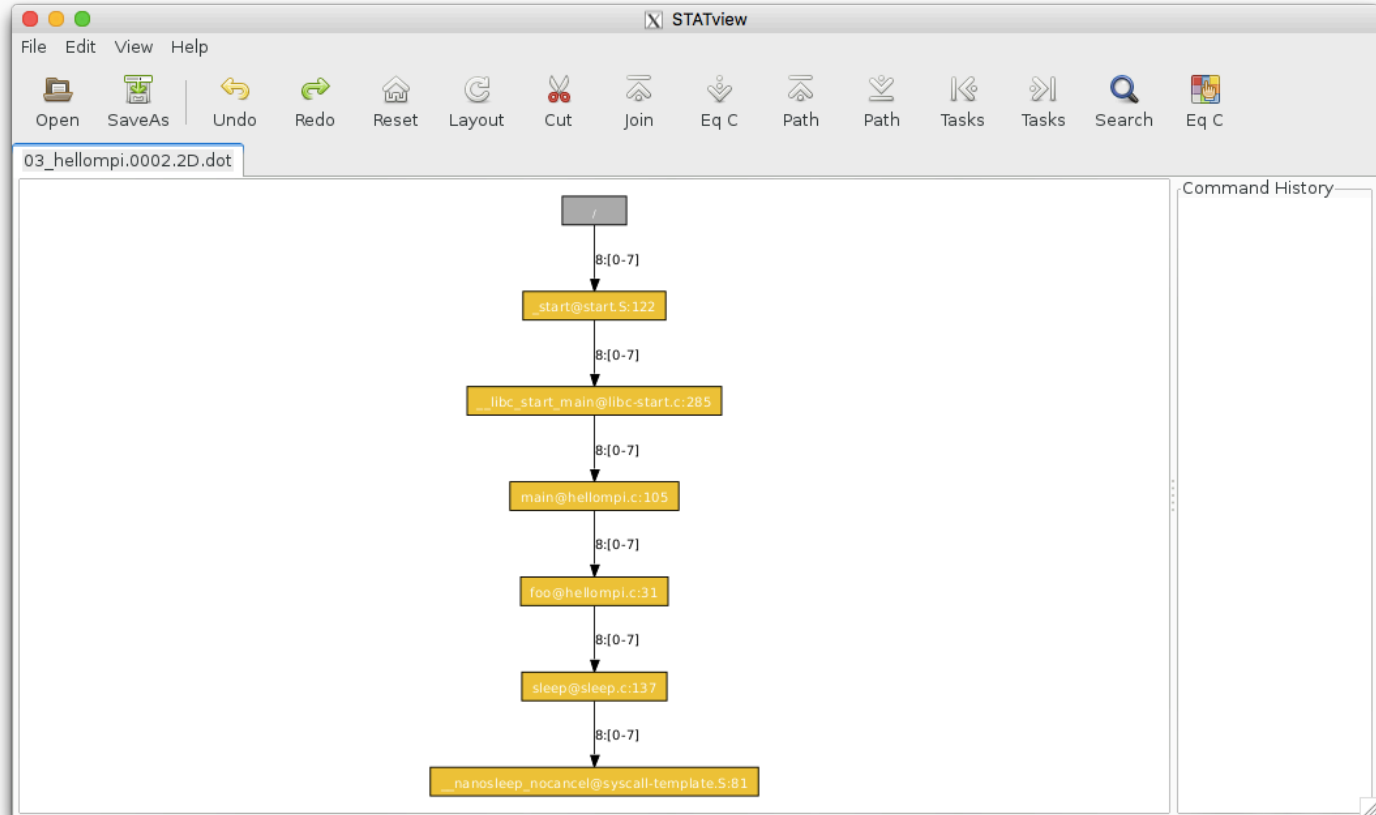 STATview
File Edit View Help
Open SaveAs Undo Redo Reset Layout Cut Join Eq C Path Path Tasks Tasks Search Eq C
03_hellompi.0002.2D.dot
Command History
/
8:[0-7]
_start@start.S:122
8:[0-7]
__libc_start_main@libc-start.c:285
8:[0-7]
main@hellompi.c:105
8:[0-7]
foo@hellompi.c:31
8:[0-7]
sleep@sleep.c:137
8:[0-7]
__nanosleep_nocancel@syscall-template.S:81